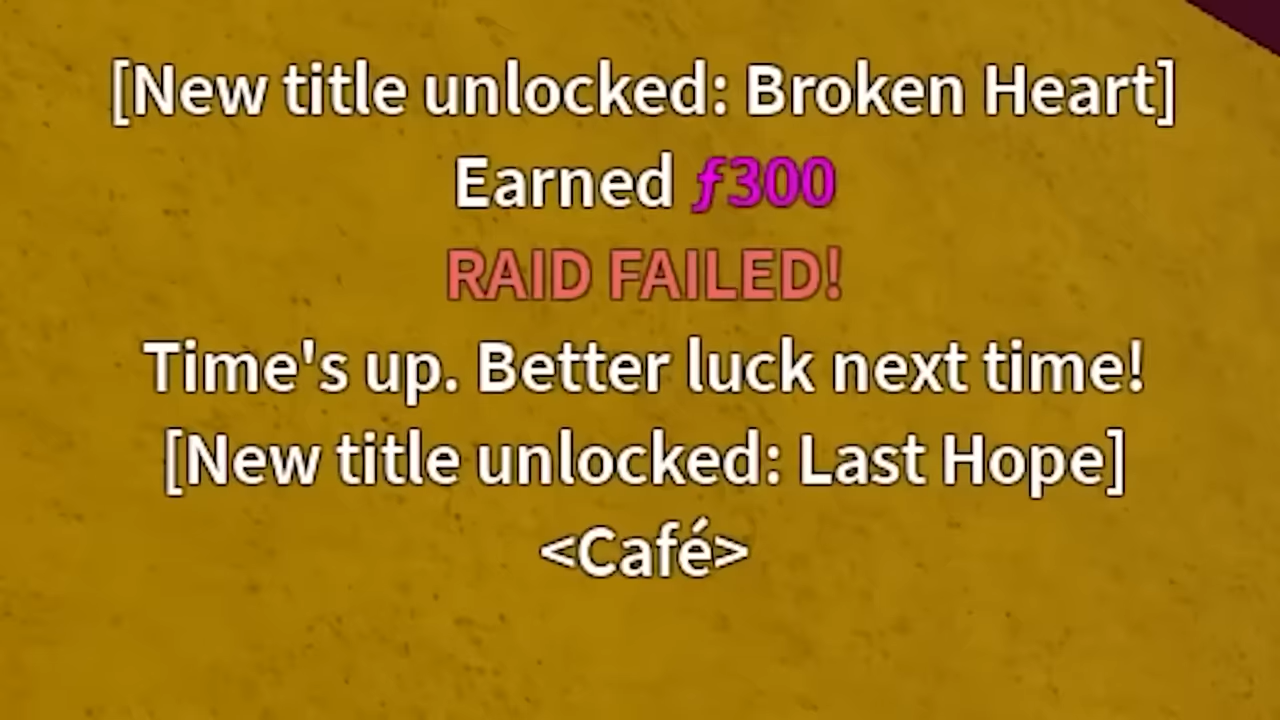 [New title unlocked: Broken Heart]
Earned ƒ300
RAID FAILED!
Time's up. Better luck next time!
[New title unlocked: Last Hope]
<Café>